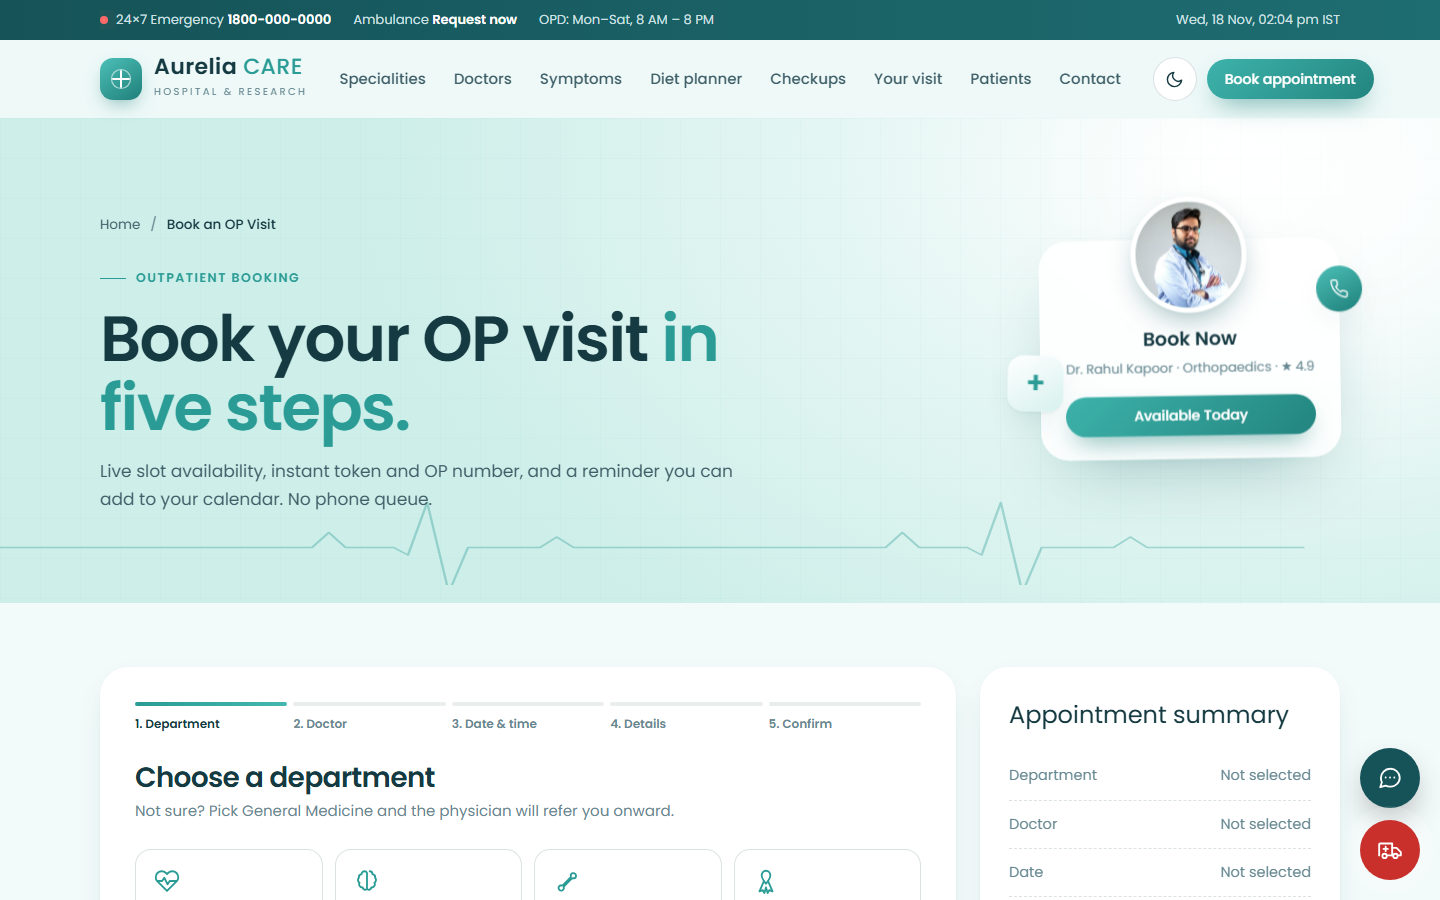 24×7 Emergency 1800-000-0000 Ambulance Request now OPD: Mon–Sat, 8 AM – 8 PM Wed, 18 Nov, 02:04 pm IST
Aurelia CARE
HOSPITAL & RESEARCH
Specialities Doctors Symptoms Diet planner Checkups Your visit Patients Contact Book appointment
Home / Book an OP Visit
OUTPATIENT BOOKING
Book your OP visit in
five steps.
Live slot availability, instant token and OP number, and a reminder you can
add to your calendar. No phone queue.
Book Now
Dr. Rahul Kapoor · Orthopaedics · ★ 4.9
Available Today
1. Department 2. Doctor 3. Date & time 4. Details 5. Confirm
Choose a department
Not sure? Pick General Medicine and the physician will refer you onward.
Appointment summary
Department Not selected
Doctor Not selected
Date Not selected